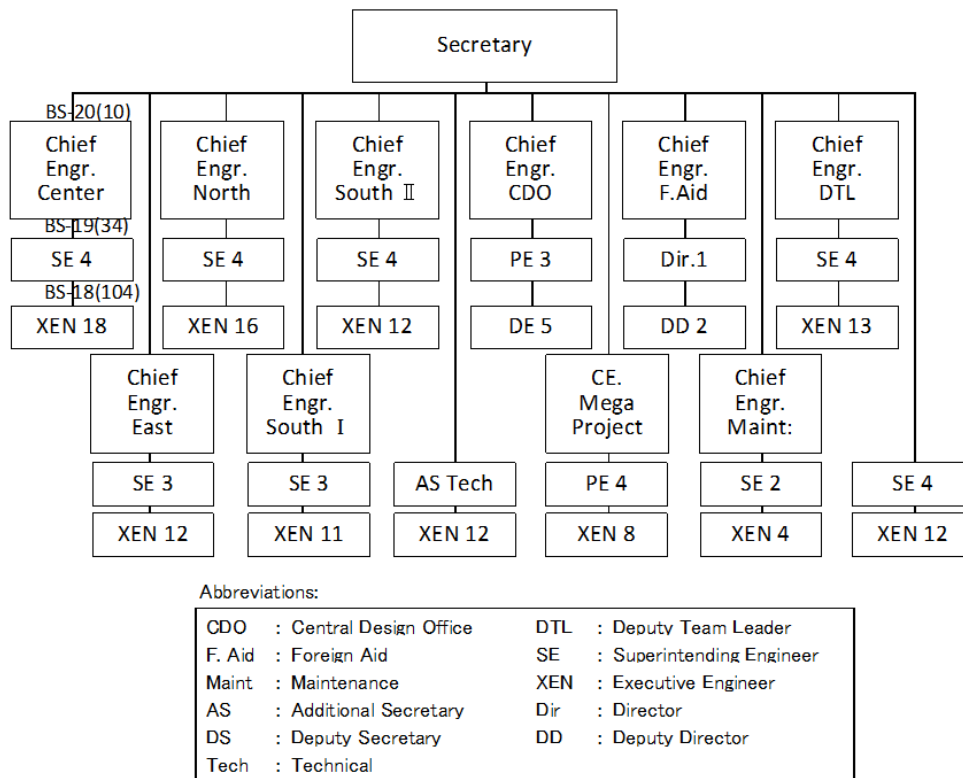 Secretary
BS-20(10)
Chief
Engr.
Center
Chief
Engr.
North
Chief
Engr.
South Ⅱ
Chief
Engr.
CDO
Chief
Engr.
F.Aid
Chief
Engr.
DTL
BS-19(34)
SE 4
SE 4
SE 4
PE 3
Dir.1
SE 4
BS-18(104)
XEN 18
XEN 16
XEN 12
DE 5
DD 2
XEN 13
Chief
Engr.
East
Chief
Engr.
South Ⅰ
CE.
Mega
Project
Chief
Engr.
Maint:
SE 3
SE 3
AS Tech
PE 4
SE 2
SE 4
XEN 12
XEN 11
XEN 12
XEN 8
XEN 4
XEN 12
Abbreviations:
CDO : Central Design Office
F. Aid : Foreign Aid
Maint : Maintenance
AS : Additional Secretary
DS : Deputy Secretary
Tech : Technical
DTL : Deputy Team Leader
SE : Superintending Engineer
XEN : Executive Engineer
Dir : Director
DD : Deputy Director